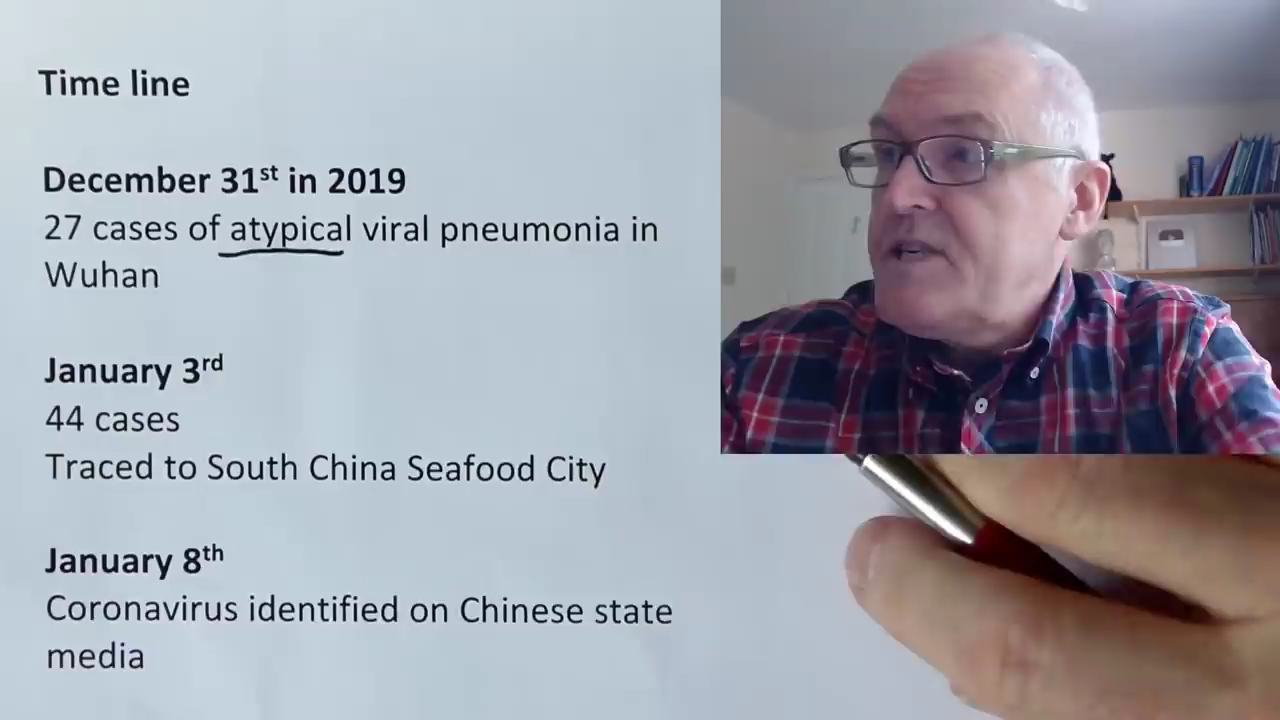 Time line
December 31st in 2019
27 cases of atypical viral pneumonia in
Wuhan
January 3rd
44 cases
Traced to South China Seafood City
January 8th
Coronavirus identified on Chinese state
media